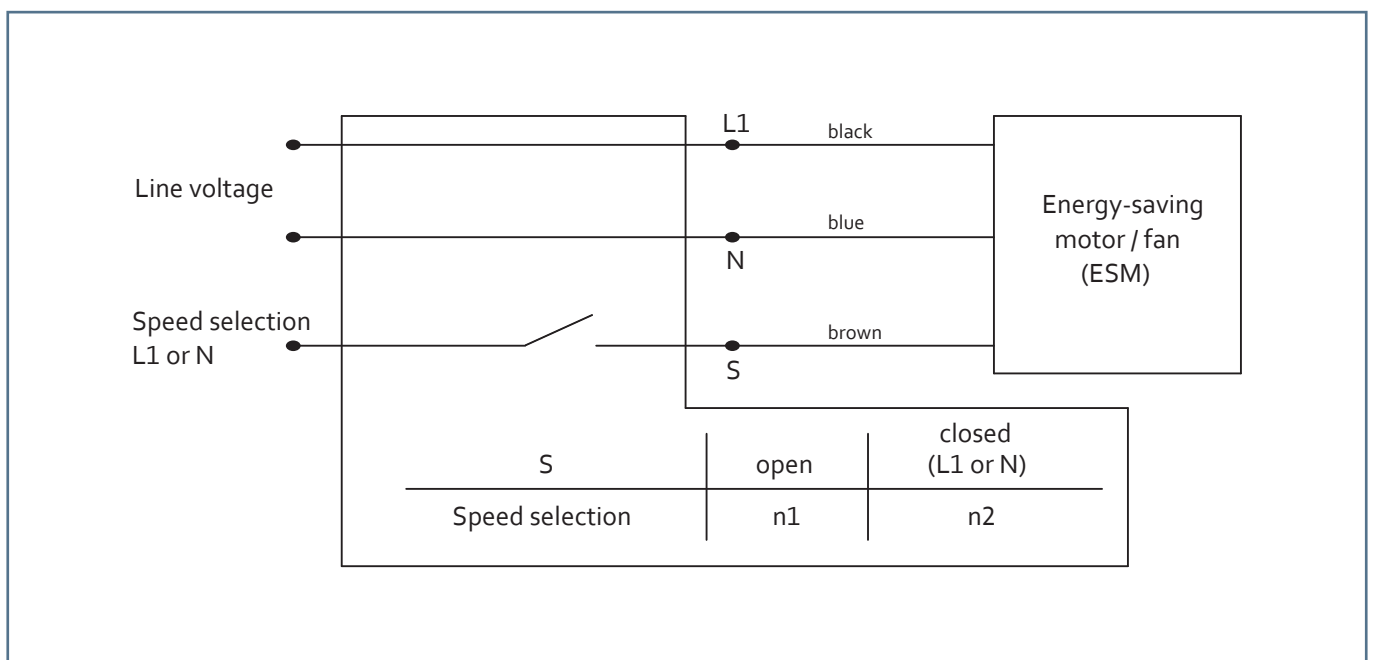 L1
black
Line voltage
blue
N
Energy-saving
motor / fan
(ESM)
Speed selection
L1 or N
brown
S
closed
S open (L1 or N)
Speed selection n1 n2